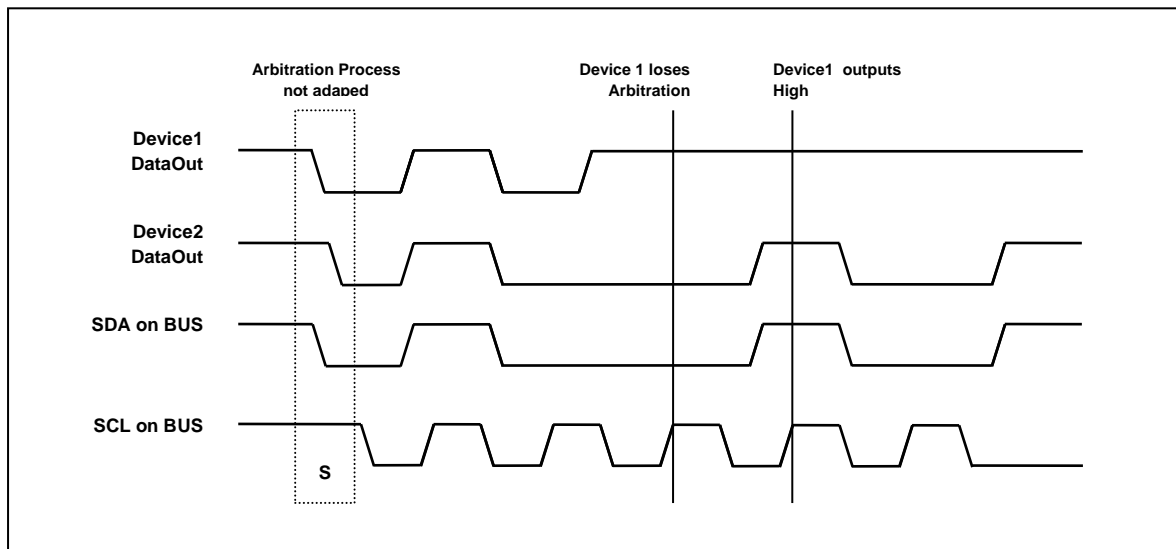 Arbitration Process
not adaped
Device 1 loses
Arbitration
Device1 outputs
High
Device1
DataOut
Device2
DataOut
SDA on BUS
SCL on BUS
S